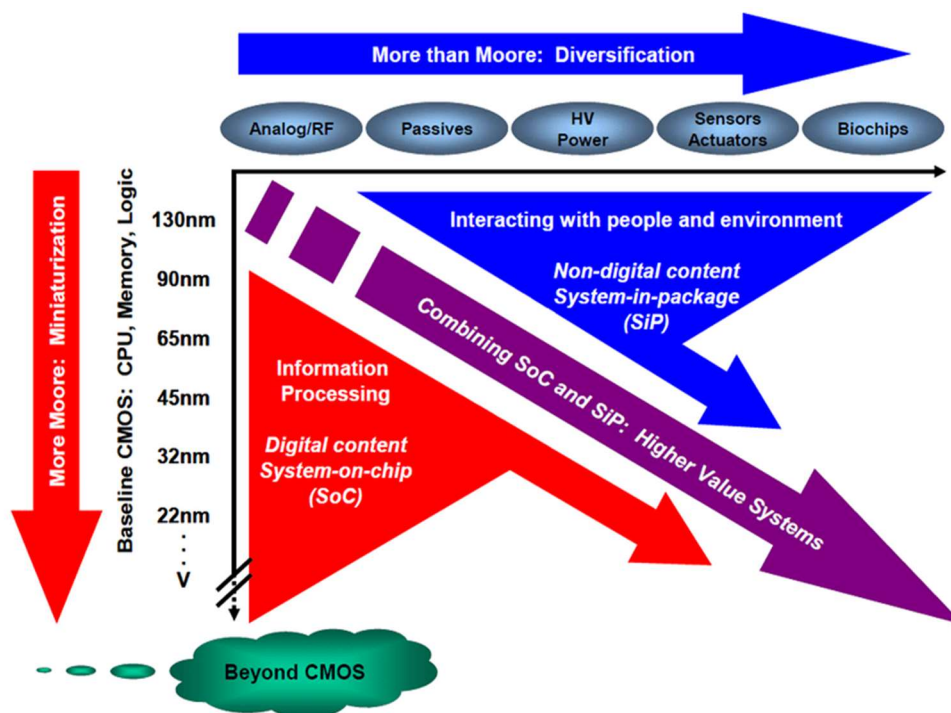 More than Moore: Diversification
Analog/RF
Passives
HV
Power
Sensors
Actuators
Biochips
More Moore: Miniaturization
Baseline CMOS: CPU, Memory, Logic
130nm
90nm
65nm
45nm
32nm
22nm
V
Interacting with people and environment
Non-digital content
System-in-package
(SiP)
Combining SoC and SiP: Higher Value Systems
Information
Processing
Digital content
System-on-chip
(SoC)
Beyond CMOS